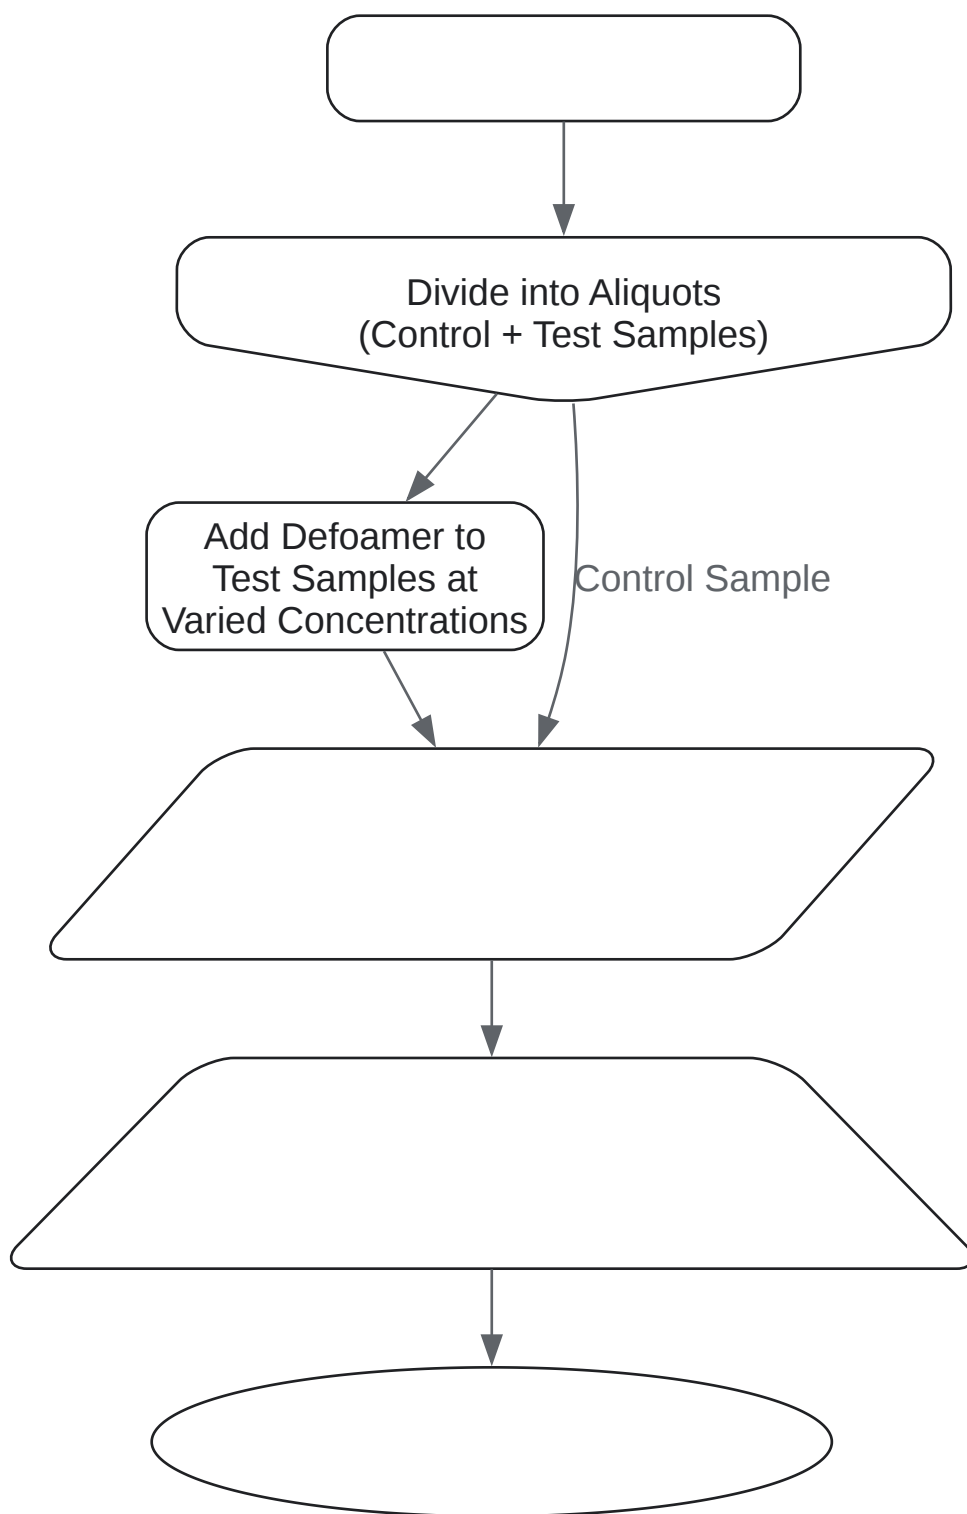 Divide into Aliquots
(Control + Test Samples)
Add Defoamer to
Test Samples at
Varied Concentrations
Control Sample